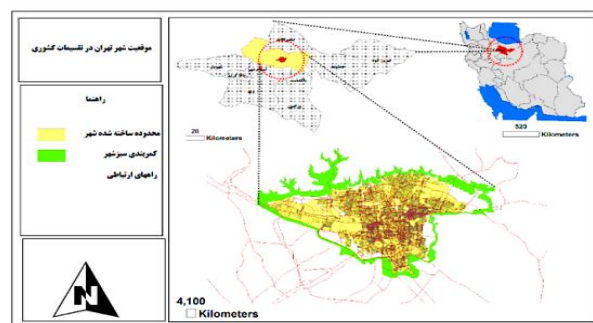 موقعیت شهر تهران در تقسیمات کشوری
راهنما
محدوده ساخته شده شهر
کمربندی سبز شهر
راههای ارتباطی
N
20
Kilometers
520
Kilometers
4,100
Kilometers